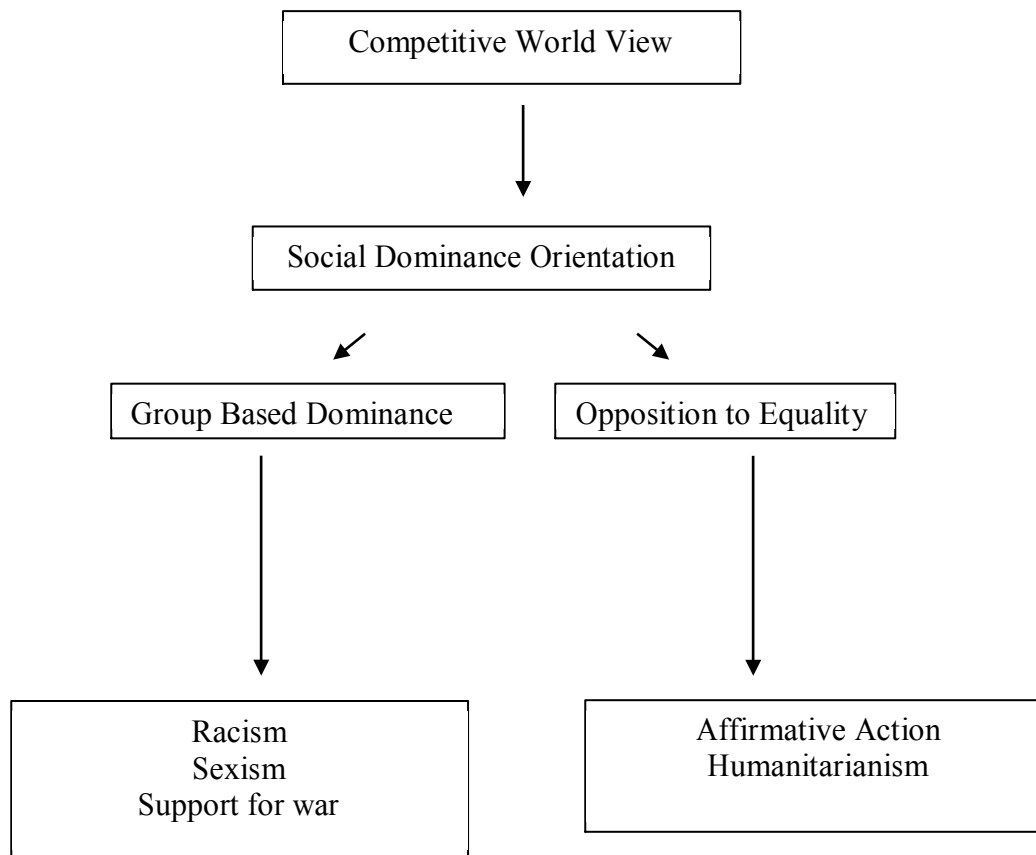 Competitive World View
Social Dominance Orientation
Group Based Dominance
Opposition to Equality
Racism
Sexism
Support for war
Affirmative Action
Humanitarianism